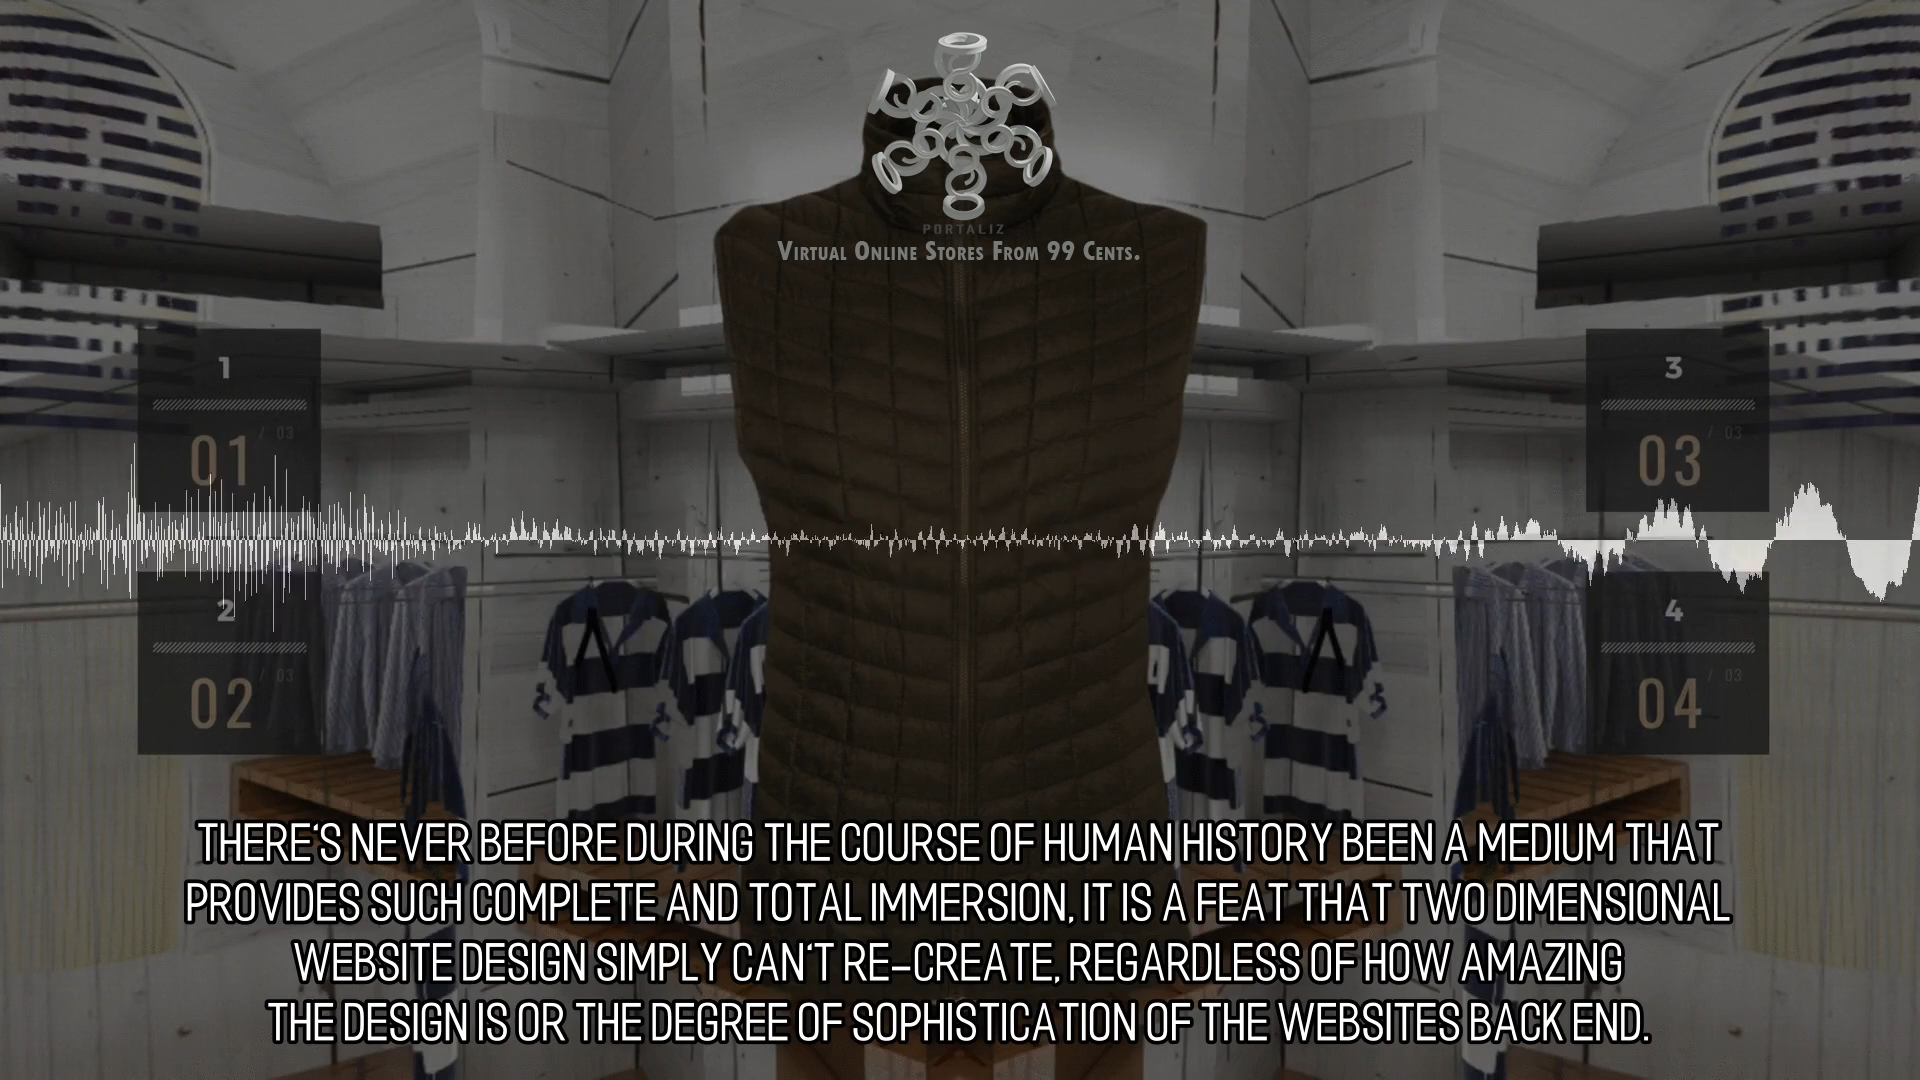 PORTALIZ
Virtual Online Stores From 99 Cents.
1
01 / 03
2
02 / 03
3
03 / 03
4
04 / 03
THERE'S NEVER BEFORE DURING THE COURSE OF HUMAN HISTORY BEEN A MEDIUM THAT
PROVIDES SUCH COMPLETE AND TOTAL IMMERSION, IT IS A FEAT THAT TWO DIMENSIONAL
WEBSITE DESIGN SIMPLY CAN'T RE-CREATE, REGARDLESS OF HOW AMAZING
THE DESIGN IS OR THE DEGREE OF SOPHISTICATION OF THE WEBSITES BACK END.